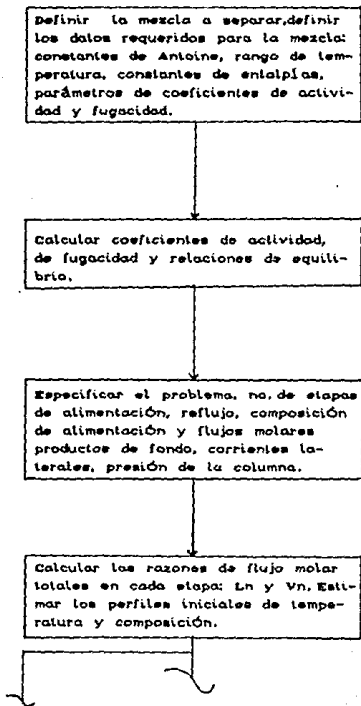 Definir la mezcla a separar,definir
los datos requeridos para la mezcla:
constantes de Antoine, rango de tem-
peratura, constantes de entalpías,
parámetros de coeficientes de activi-
dad y fugacidad.
Calcular coeficientes de actividad,
de fugacidad y relaciones de equili-
brio.
Especificar el problema, no. de etapas
de alimentación, reflujo, composición
de alimentación y flujos molares
productos de fondo, corrientes la-
terales, presión de la columna.
Calcular las razones de flujo molar
totales en cada etapa: Ln y Vn. Esti-
mar los perfiles iniciales de tempe-
ratura y composición.